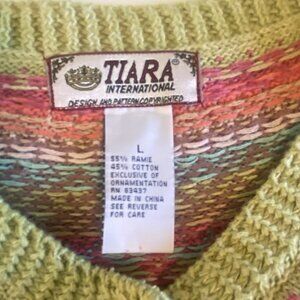 TIARA®
INTERNATIONAL
DESIGN AND PATTERN COPYRIGHTED
L
55% RAMIE
45% COTTON
EXCLUSIVE OF
ORNAMENTATION
RN 63437
MADE IN CHINA
SEE REVERSE
FOR CARE